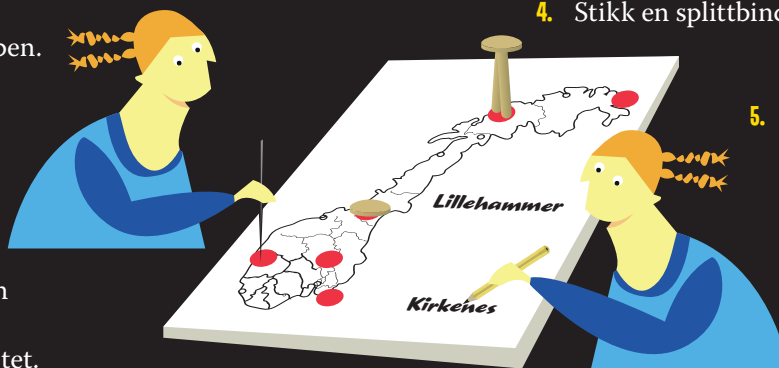 4. Stikk en splittbind
pen.
5.
Lillehammer
Kirkenes
n
tet.